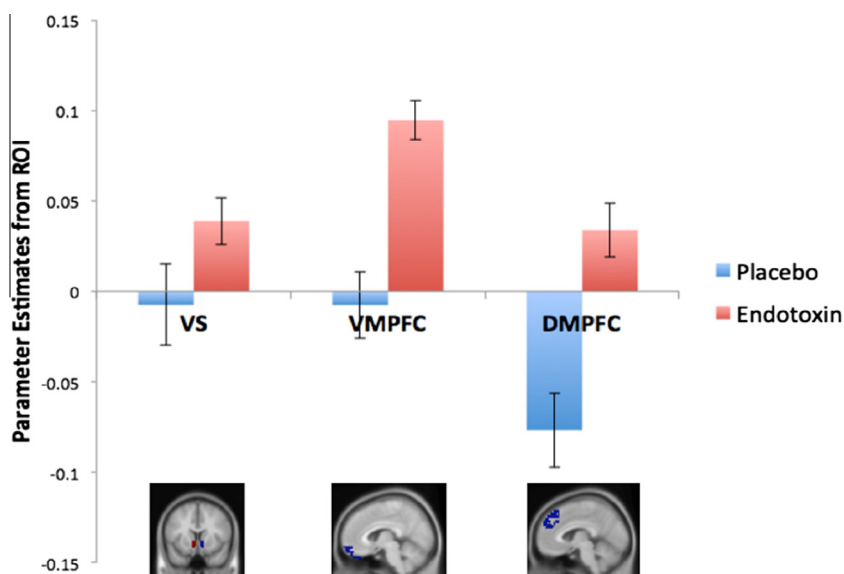 Parameter Estimates from ROI
0.15
0.1
0.05
0
-0.05
-0.1
-0.15
VS
VMPFC
DMPFC
Placebo
Endotoxin